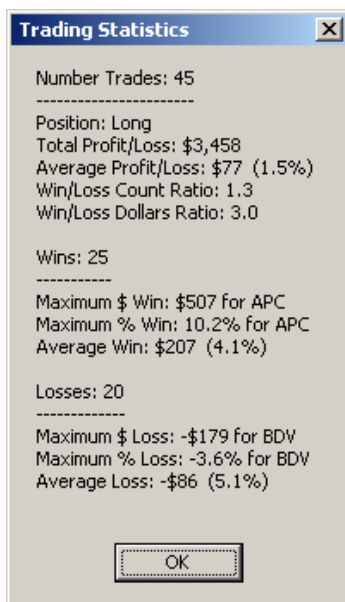 Trading Statistics
Number Trades: 45
-----------------------
Position: Long
Total Profit/Loss: $3,458
Average Profit/Loss: $77 (1.5%)
Win/Loss Count Ratio: 1.3
Win/Loss Dollars Ratio: 3.0
Wins: 25
-----------
Maximum $ Win: $507 for APC
Maximum % Win: 10.2% for APC
Average Win: $207 (4.1%)
Losses: 20
-------------
Maximum $ Loss: -$179 for BDV
Maximum % Loss: -3.6% for BDV
Average Loss: -$86 (5.1%)
OK